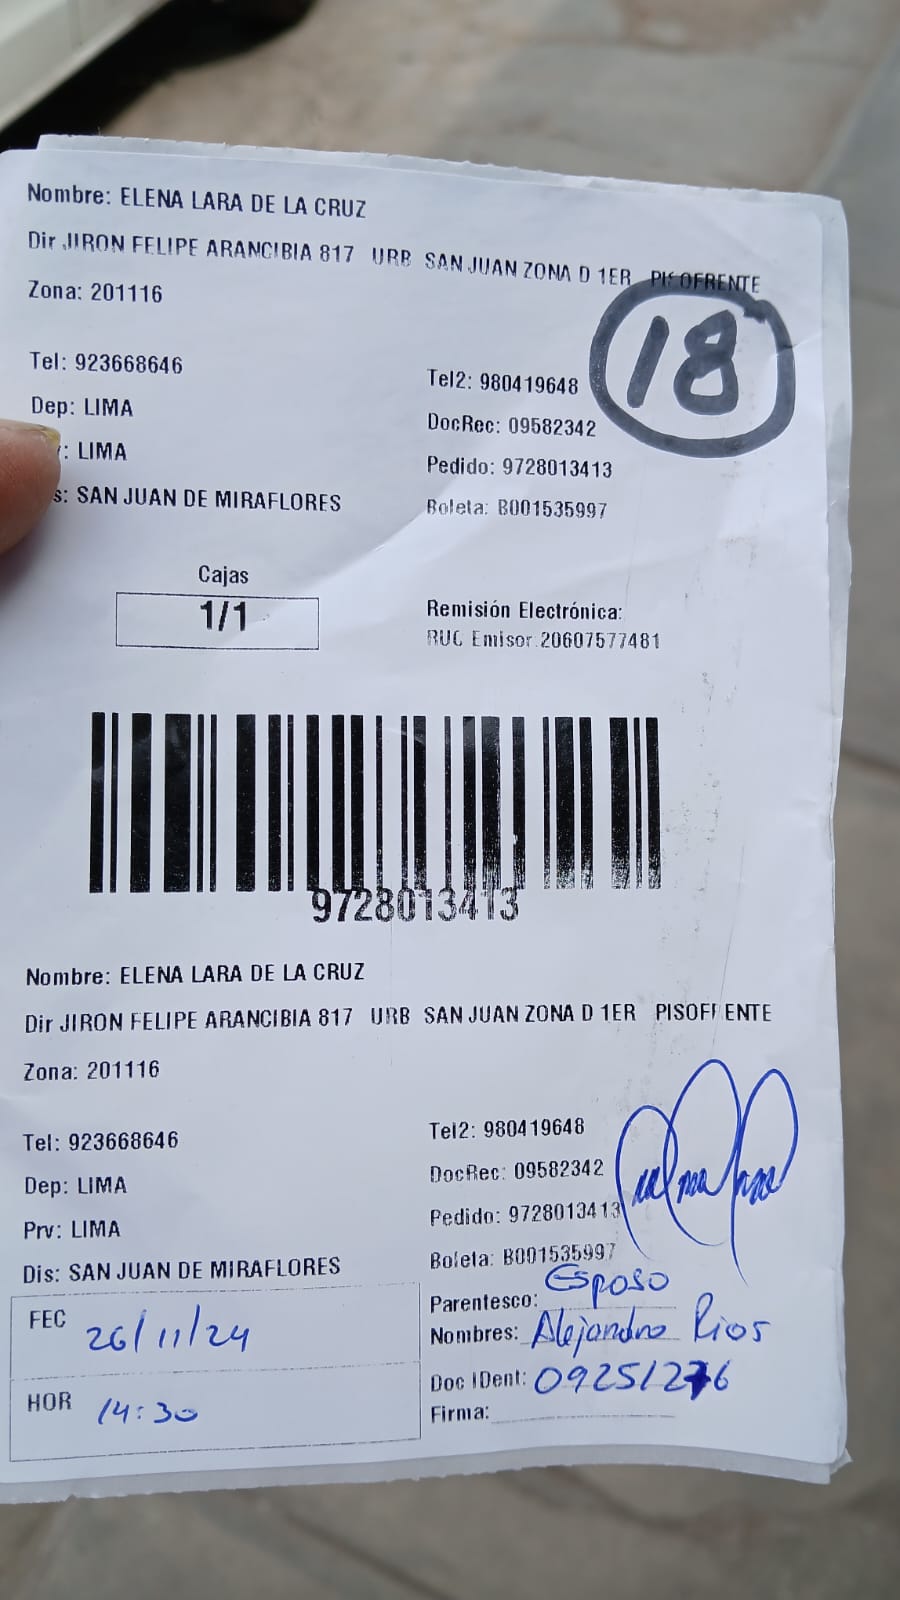 Nombre: ELENA LARA DE LA CRUZ
Dir JIRON FELIPE ARANCIBIA 817 URB SAN JUAN ZONA D 1ER PISOFRENTE
Zona: 201116
18
Tel: 923668646
Tel2: 980419648
Dep: LIMA
DocRec: 09582342
: LIMA
Pedido: 9728013413
s: SAN JUAN DE MIRAFLORES
Boleta: B001535997
Cajas
1/1
Remisión Electrónica:
RUC Emisor.20607577481
9728013413
Nombre: ELENA LARA DE LA CRUZ
Dir JIRON FELIPE ARANCIBIA 817 URB SAN JUAN ZONA D 1ER PISOFRENTE
Zona: 201116
Tel: 923668646
Tel2: 980419648
Dep: LIMA
DocRec: 09582342
Prv: LIMA
Pedido: 9728013413
Dis: SAN JUAN DE MIRAFLORES
Boleta: B001535997
FEC 26/11/24
HOR 14:30
Parentesco: Esposo
Nombres: Alejandro Rios
Doc IDent: 09251276
Firma: